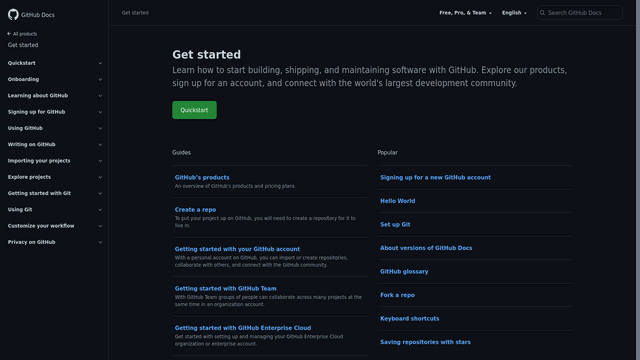 GitHub Docs
All products
Get started
Quickstart
Onboarding
Learning about GitHub
Signing up for GitHub
Using GitHub
Writing on GitHub
Importing your projects
Explore projects
Getting started with Git
Using Git
Customize your workflow
Privacy on GitHub
Get started
Free, Pro, & Team
English
Search GitHub Docs
Get started
Learn how to start building, shipping, and maintaining software with GitHub. Explore our products,
sign up for an account, and connect with the world's largest development community.
Quickstart
Guides
GitHub's products
An overview of GitHub's products and pricing plans.
Create a repo
To put your project up on GitHub, you will need to create a repository for it to
live in.
Getting started with your GitHub account
With a personal account on GitHub, you can import or create repositories,
collaborate with others, and connect with the GitHub community.
Getting started with GitHub Team
With GitHub Team groups of people can collaborate across many projects at the
same time in an organization account.
Getting started with GitHub Enterprise Cloud
Get started with setting up and managing your GitHub Enterprise Cloud
organization or enterprise account.
Popular
Signing up for a new GitHub account
Hello World
Set up Git
About versions of GitHub Docs
GitHub glossary
Fork a repo
Keyboard shortcuts
Saving repositories with stars